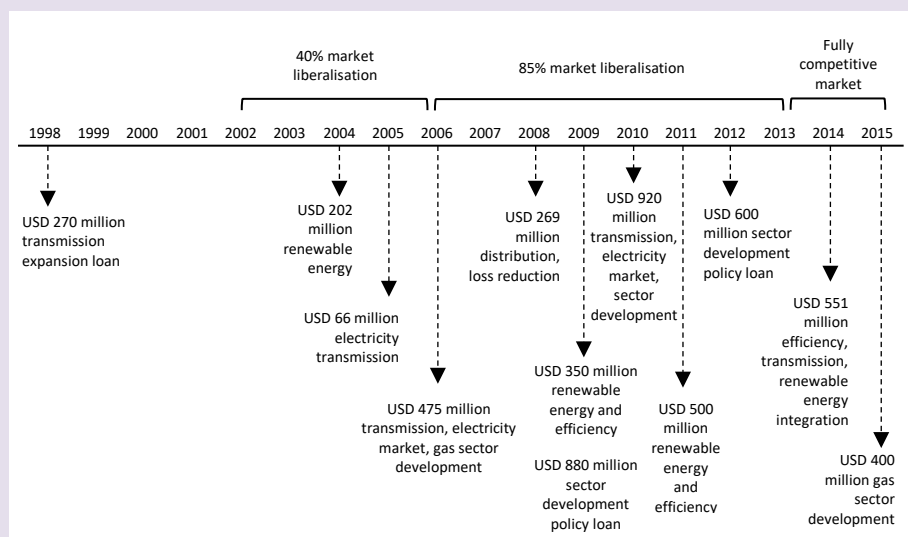 40% market
liberalisation
85% market liberalisation
Fully
competitive
market
1998 1999 2000 2001 2002 2003 2004 2005 2006 2007 2008 2009 2010 2011 2012 2013 2014 2015
USD 270 million
transmission
expansion loan
USD 202
million
renewable
energy
USD 66 million
electricity
transmission
USD 475 million
transmission, electricity
market, gas sector
development
USD 269
million
distribution,
loss reduction
USD 350 million
renewable
energy and
efficiency
USD 880 million
sector
development
policy loan
USD 920
million
transmission,
electricity
market,
sector
development
USD 500
million
renewable
energy
and
efficiency
USD 600
million sector
development
policy loan
USD 551
million
efficiency,
transmission,
renewable
energy
integration
USD 400
million gas
sector
development